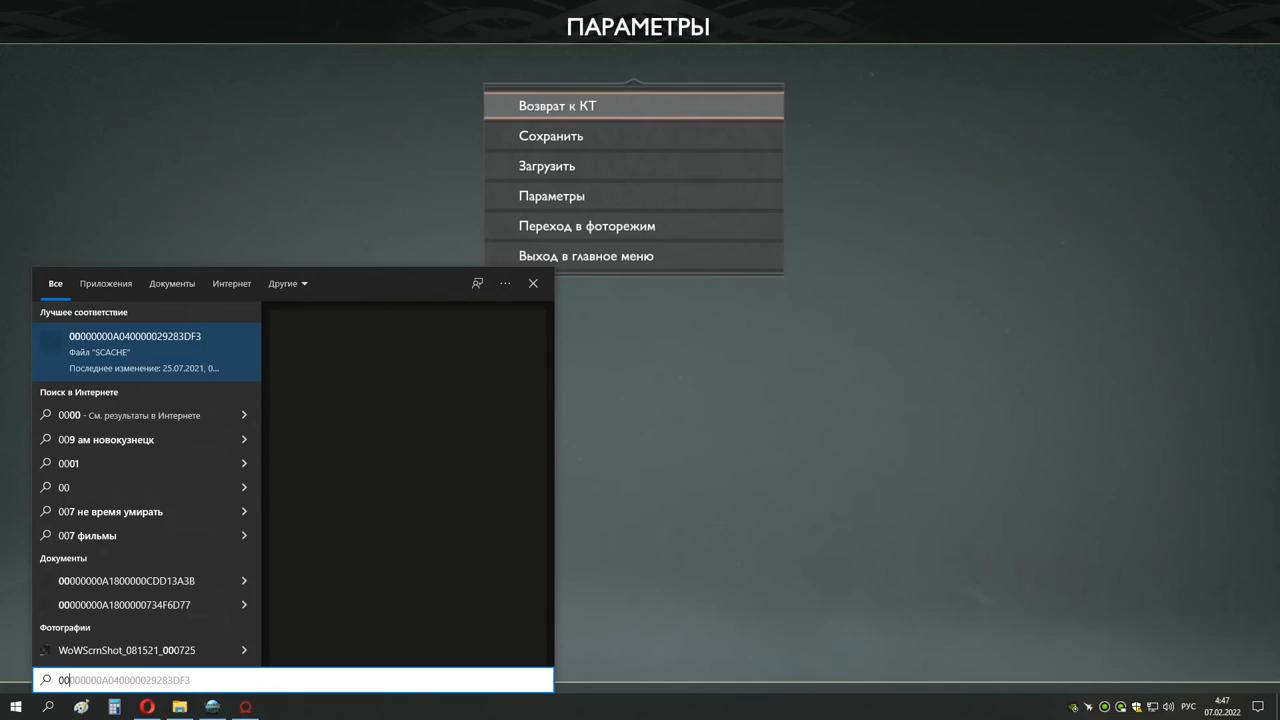 ПАРАМЕТРЫ
Возврат к КТ
Сохранить
Загрузить
Параметры
Переход в фоторежим
Выход в главное меню
Все Приложения Документы Интернет Другие
Лучшее соответствие
00000000A040000029283DF3
Файл "SCACHE"
Последнее изменение: 25.07.2021, 0...
Поиск в Интернете
0000 - См. результаты в Интернете
009 ам новокузнецк
0001
00
007 не время умирать
007 фильмы
Документы
00000000A1800000CDD13A3B
00000000A1800000734F6D77
Фотографии
WoWScrnShot_081521_000725
00000000A040000029283DF3
РУС
4:47
07.02.2022